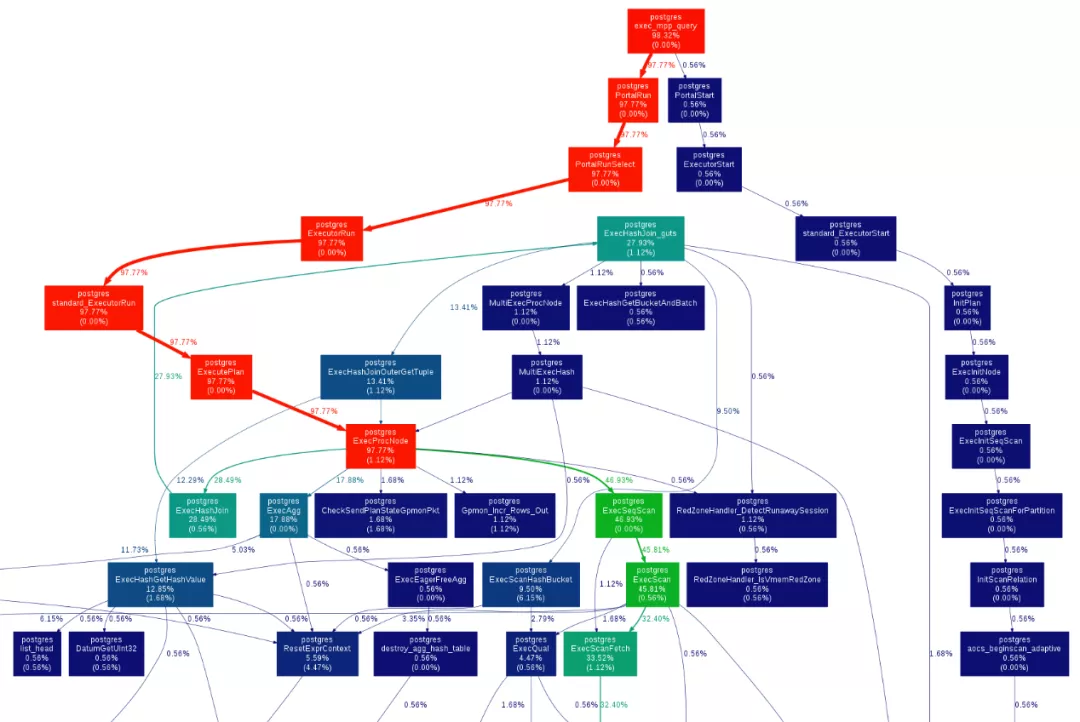 postgres
exec_mpp_query
98.32%
(0.00%)
97.77%
0.56%
postgres
PortalRun
97.77%
(0.00%)
postgres
PortalStart
0.56%
(0.00%)
97.77%
0.56%
postgres
PortalRunSelect
97.77%
(0.00%)
postgres
ExecutorStart
0.56%
(0.00%)
97.77%
0.56%
postgres
ExecutorRun
97.77%
(0.00%)
postgres
ExecHashJoin_guts
27.93%
(1.12%)
postgres
standard_ExecutorStart
0.56%
(0.00%)
97.77%
1.12%
0.56%
0.56%
postgres
standard_ExecutorRun
97.77%
(0.00%)
13.41%
postgres
MultiExecProcNode
1.12%
(0.00%)
postgres
ExecHashGetBucketAndBatch
0.56%
(0.56%)
postgres
InitPlan
0.56%
(0.00%)
97.77%
1.12%
0.56%
postgres
ExecutePlan
97.77%
(0.00%)
postgres
ExecHashJoinOuterGetTuple
13.41%
(1.12%)
postgres
MultiExecHash
1.12%
(0.00%)
postgres
ExecInitNode
0.56%
(0.00%)
27.93%
0.56%
97.77%
9.50%
0.56%
postgres
ExecProcNode
97.77%
(1.12%)
postgres
ExecInitSeqScan
0.56%
(0.00%)
12.29%
28.49%
17.88%
1.68%
1.12%
0.56%
46.93%
0.56%
0.56%
postgres
ExecHashJoin
28.49%
(0.56%)
postgres
ExecAgg
17.88%
(0.00%)
postgres
CheckSendPlanStateGpmonPkt
1.68%
(1.68%)
postgres
Gpmon_Incr_Rows_Out
1.12%
(1.12%)
postgres
ExecSeqScan
46.93%
(0.00%)
postgres
RedZoneHandler_DetectRunawaySession
1.12%
(0.56%)
postgres
ExecInitSeqScanForPartition
0.56%
(0.00%)
11.73%
5.03%
0.56%
45.81%
0.56%
0.56%
postgres
ExecHashGetHashValue
12.85%
(1.68%)
0.56%
postgres
ExecEagerFreeAgg
0.56%
(0.00%)
postgres
ExecScanHashBucket
9.50%
(6.15%)
1.12%
postgres
ExecScan
45.81%
(0.56%)
postgres
RedZoneHandler_IsVmemRedZone
0.56%
(0.56%)
postgres
InitScanRelation
0.56%
(0.00%)
6.15%
0.56%
0.56%
0.56%
0.56%
0.56%
3.35%
0.56%
2.79%
1.68%
32.40%
0.56%
postgres
list_head
0.56%
(0.56%)
postgres
DatumGetUInt32
0.56%
(0.56%)
0.56%
postgres
ResetExprContext
5.59%
(4.47%)
postgres
destroy_agg_hash_table
0.56%
(0.00%)
postgres
ExecQual
4.47%
(0.56%)
postgres
ExecScanFetch
33.52%
(1.12%)
0.56%
1.68%
postgres
aocs_beginscan_adaptive
0.56%
(0.00%)
0.56%
1.68%
0.56%
32.40%
0.56%